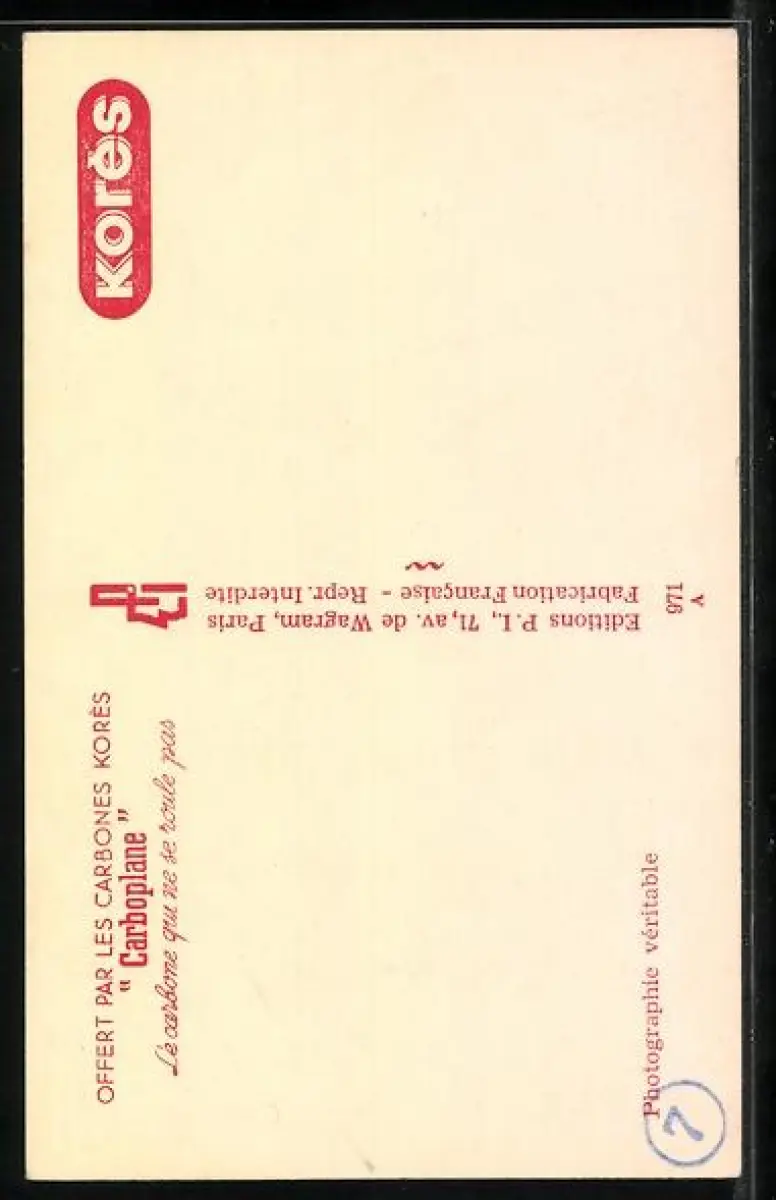 OFFERT PAR LES CARBONES KORÈS
" Carboplane "
Le carbone qui ne se roule pas
Korès
P.I
Editions P.I., 71, av. de Wagram, Paris
Fabrication Française - Repr. Interdite
971
A
Photographie véritable
7